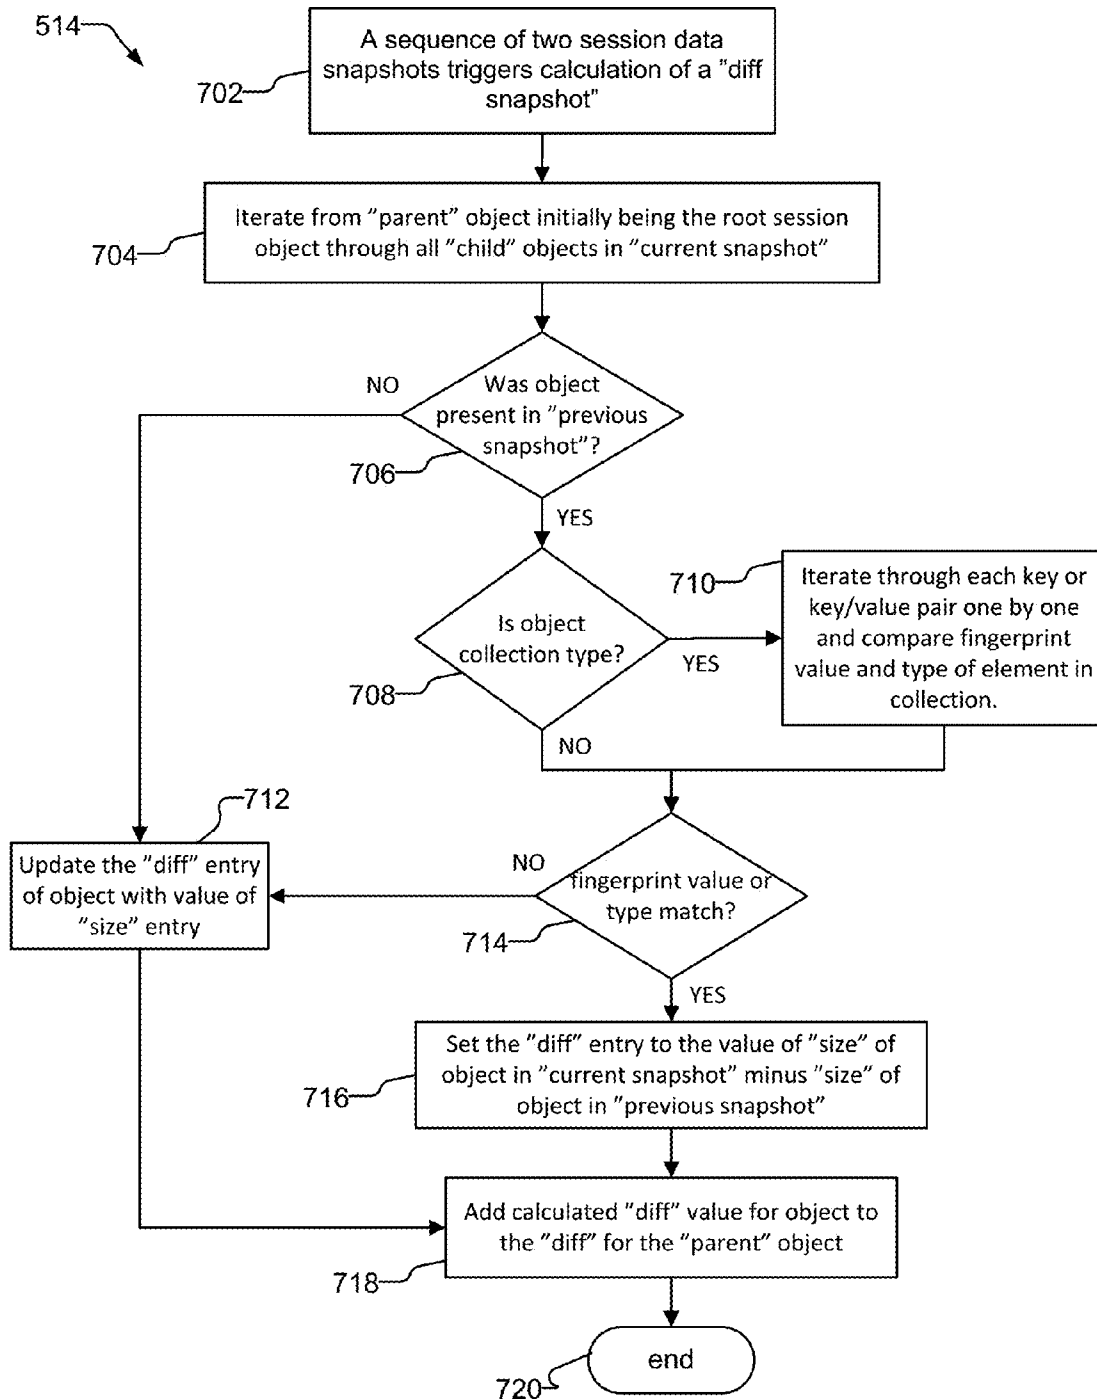 514
A sequence of two session data
snapshots triggers calculation of a ”diff
snapshot”
702
Iterate from ”parent” object initially being the root session
object through all ”child” objects in ”current snapshot”
704
NO
Was object
present in ”previous
snapshot”?
706
YES
710
Iterate through each key or
key/value pair one by one
and compare fingerprint
value and type of element in
collection.
Is object
collection type?
YES
708
NO
712
Update the ”diff” entry
of object with value of
”size” entry
NO
fingerprint value or
type match?
714
YES
Set the ”diff” entry to the value of ”size” of
object in ”current snapshot” minus ”size” of
object in ”previous snapshot”
716
Add calculated ”diff” value for object to
the ”diff” for the ”parent” object
718
end
720